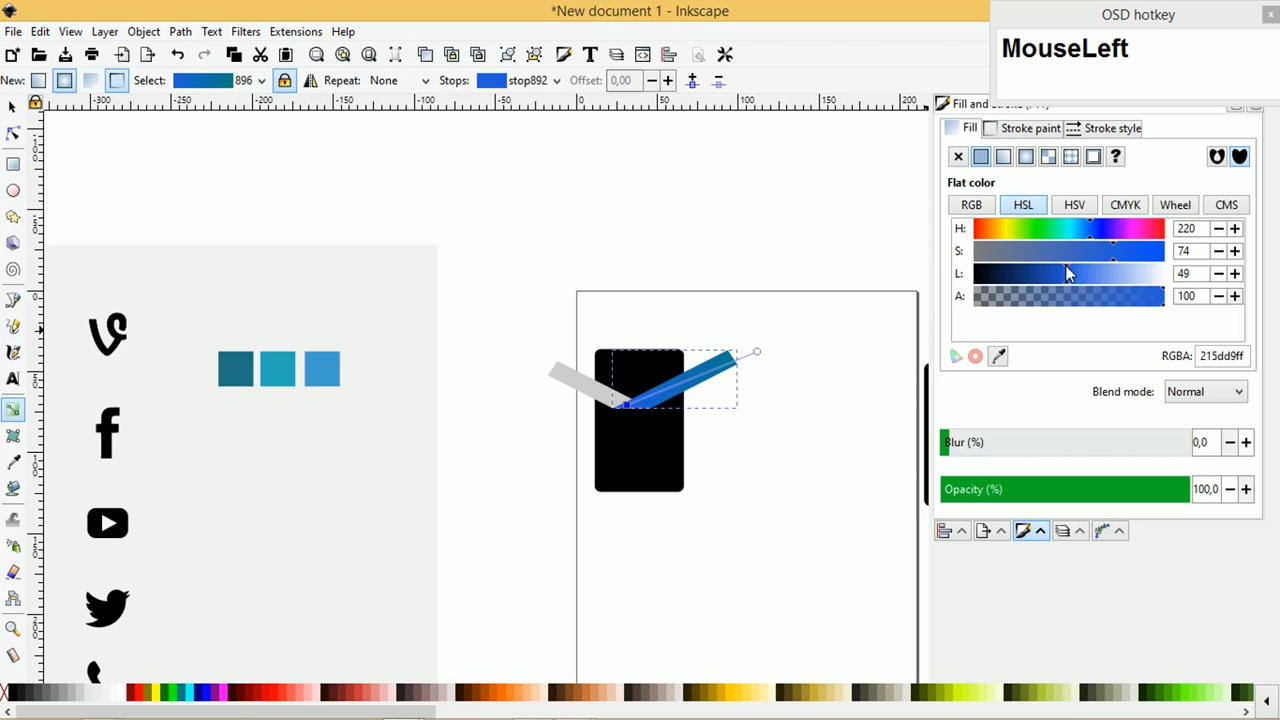 *New document 1 - Inkscape
OSD hotkey
x
MouseLeft
File Edit View Layer Object Path Text Filters Extensions Help
New: Select: 896 Repeat: None Stops: stop892 Offset: 0,00
-300 -250 -200 -150 0 50 100 150 200
Fill and Stroke
Fill Stroke paint Stroke style
?
Flat color
RGB HSL HSV CMYK Wheel CMS
H: 220
S: 74
L: 49
A: 100
RGBA: 215dd9ff
Blend mode: Normal
Blur (%) 0,0
Opacity (%) 100,0